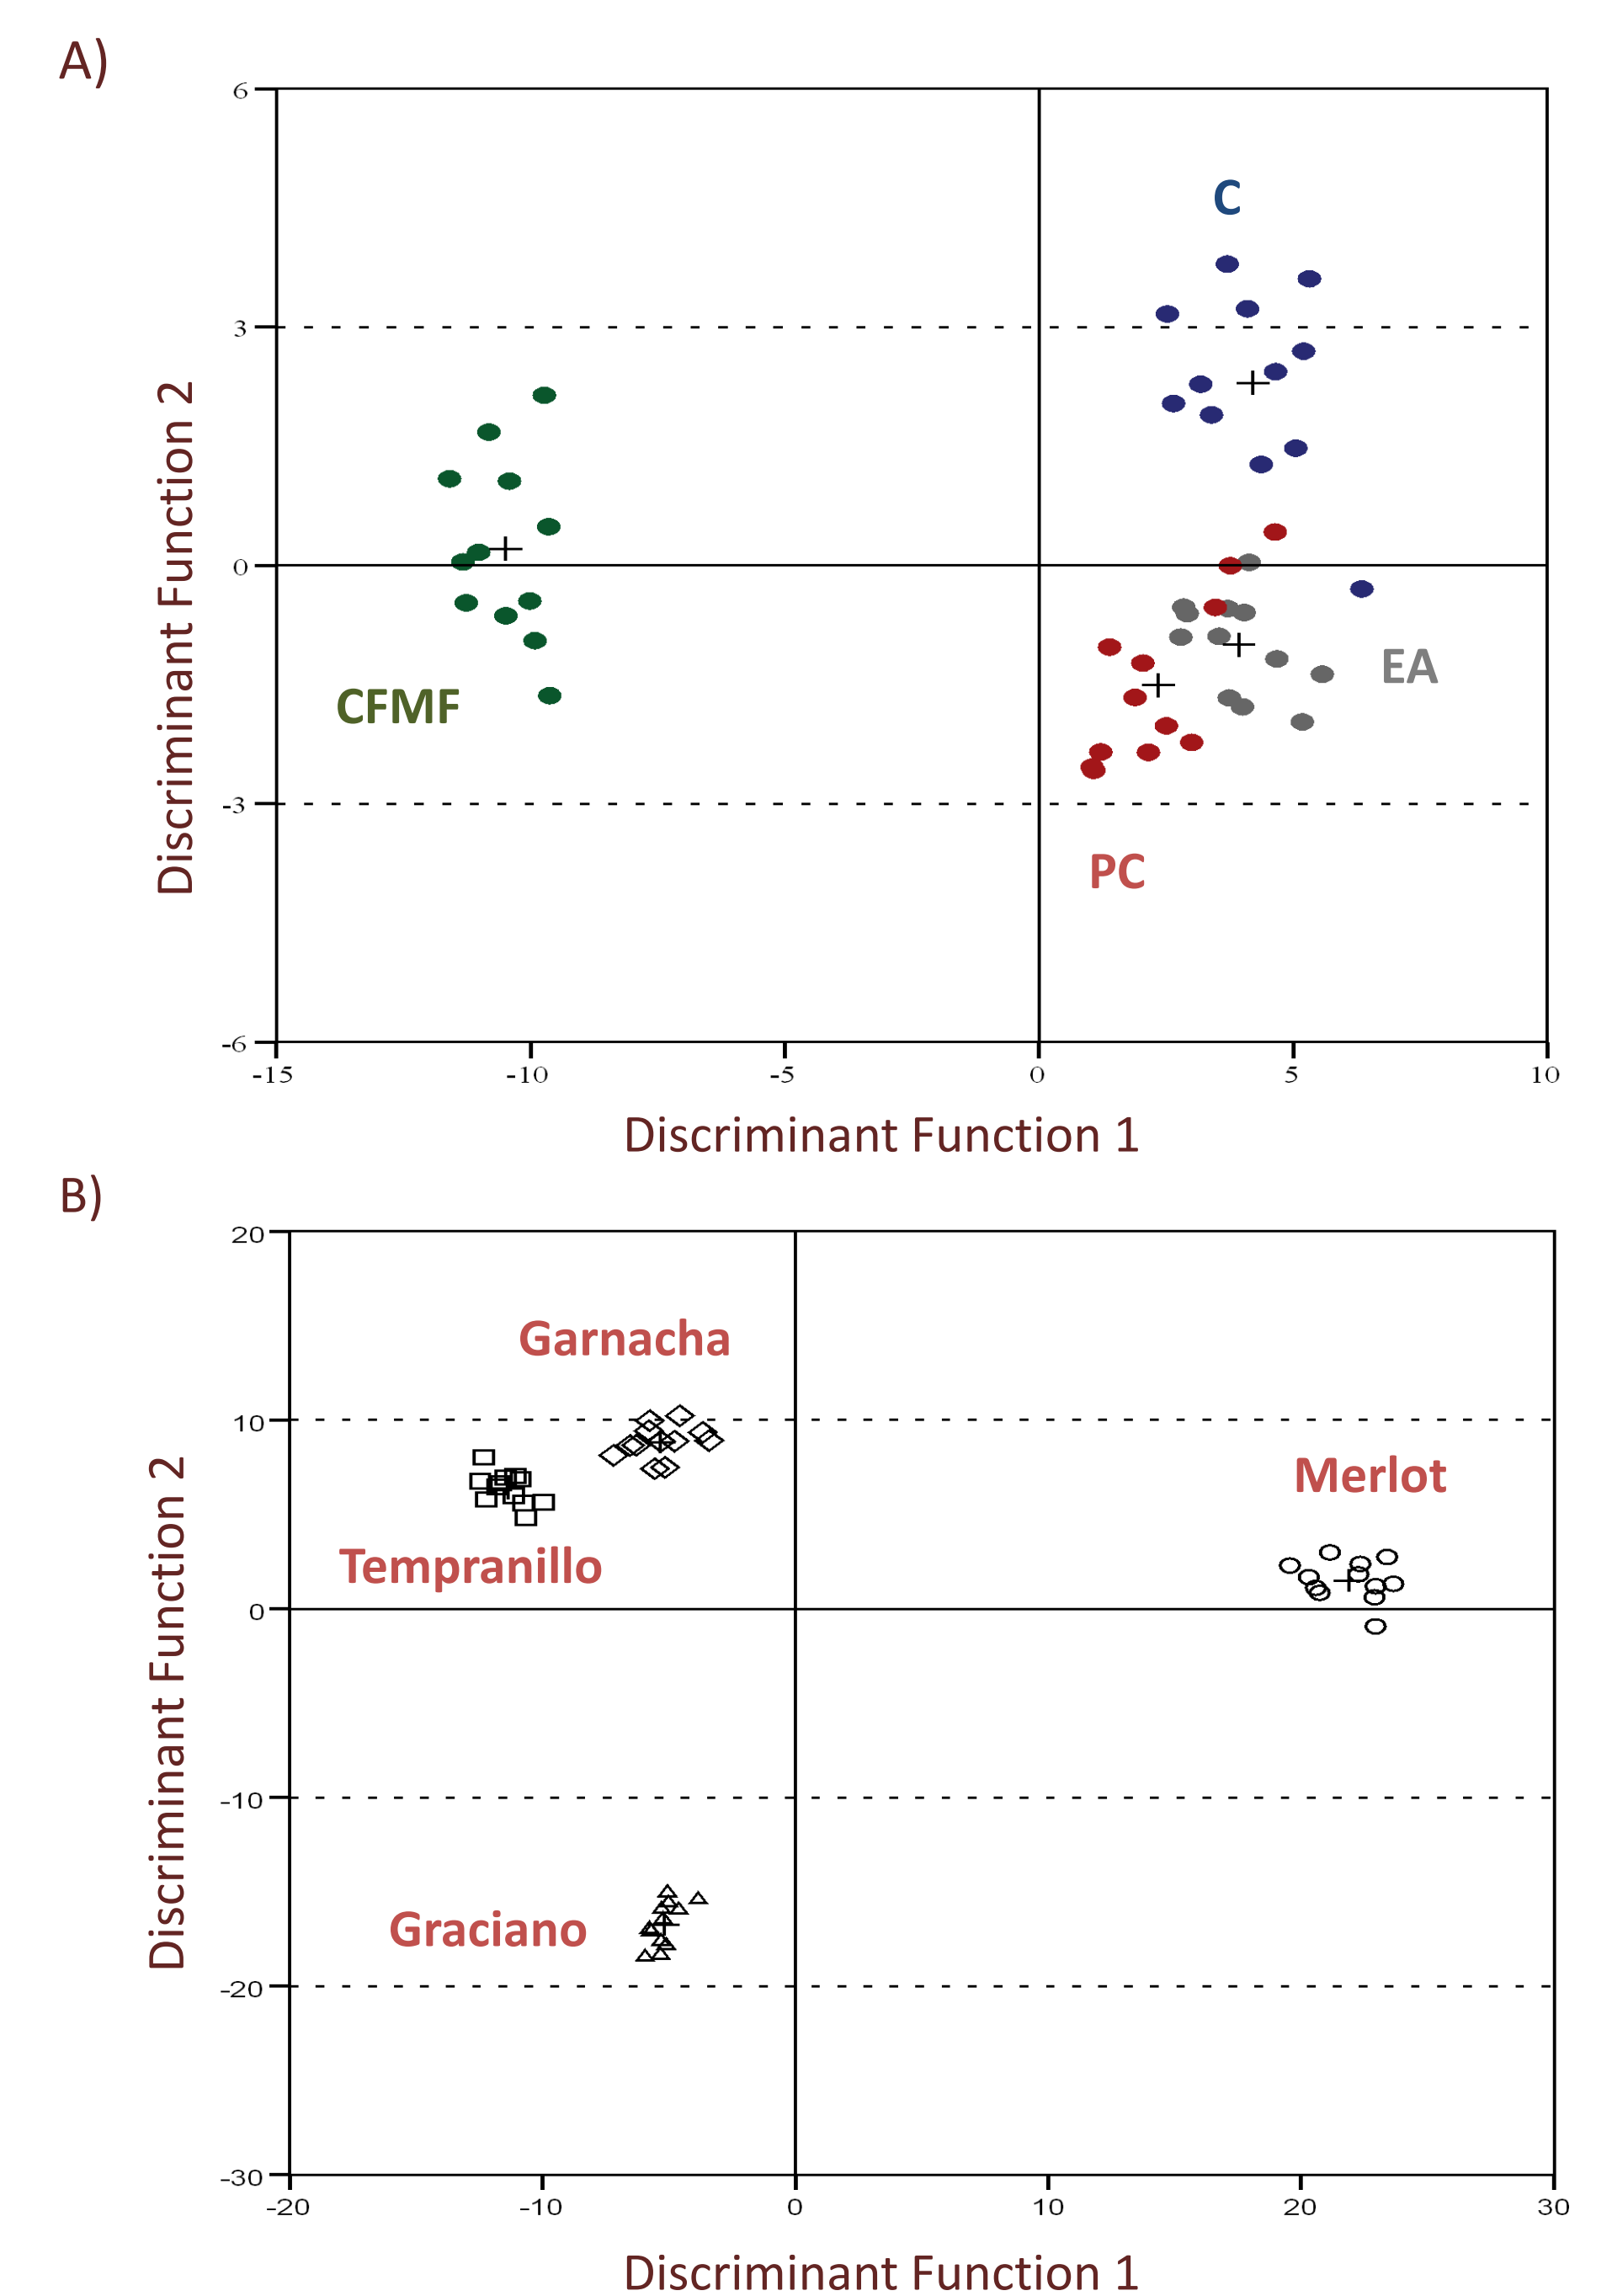 A)
6
C
3
Discriminant Function 2
0
EA
CFMF
-3
PC
-6
-15 -10 -5 0 5 10
Discriminant Function 1
B)
20
Garnacha
10
Merlot
Tempranillo
Discriminant Function 2
0
-10
Graciano
-20
-30
-20 -10 0 10 20 30
Discriminant Function 1